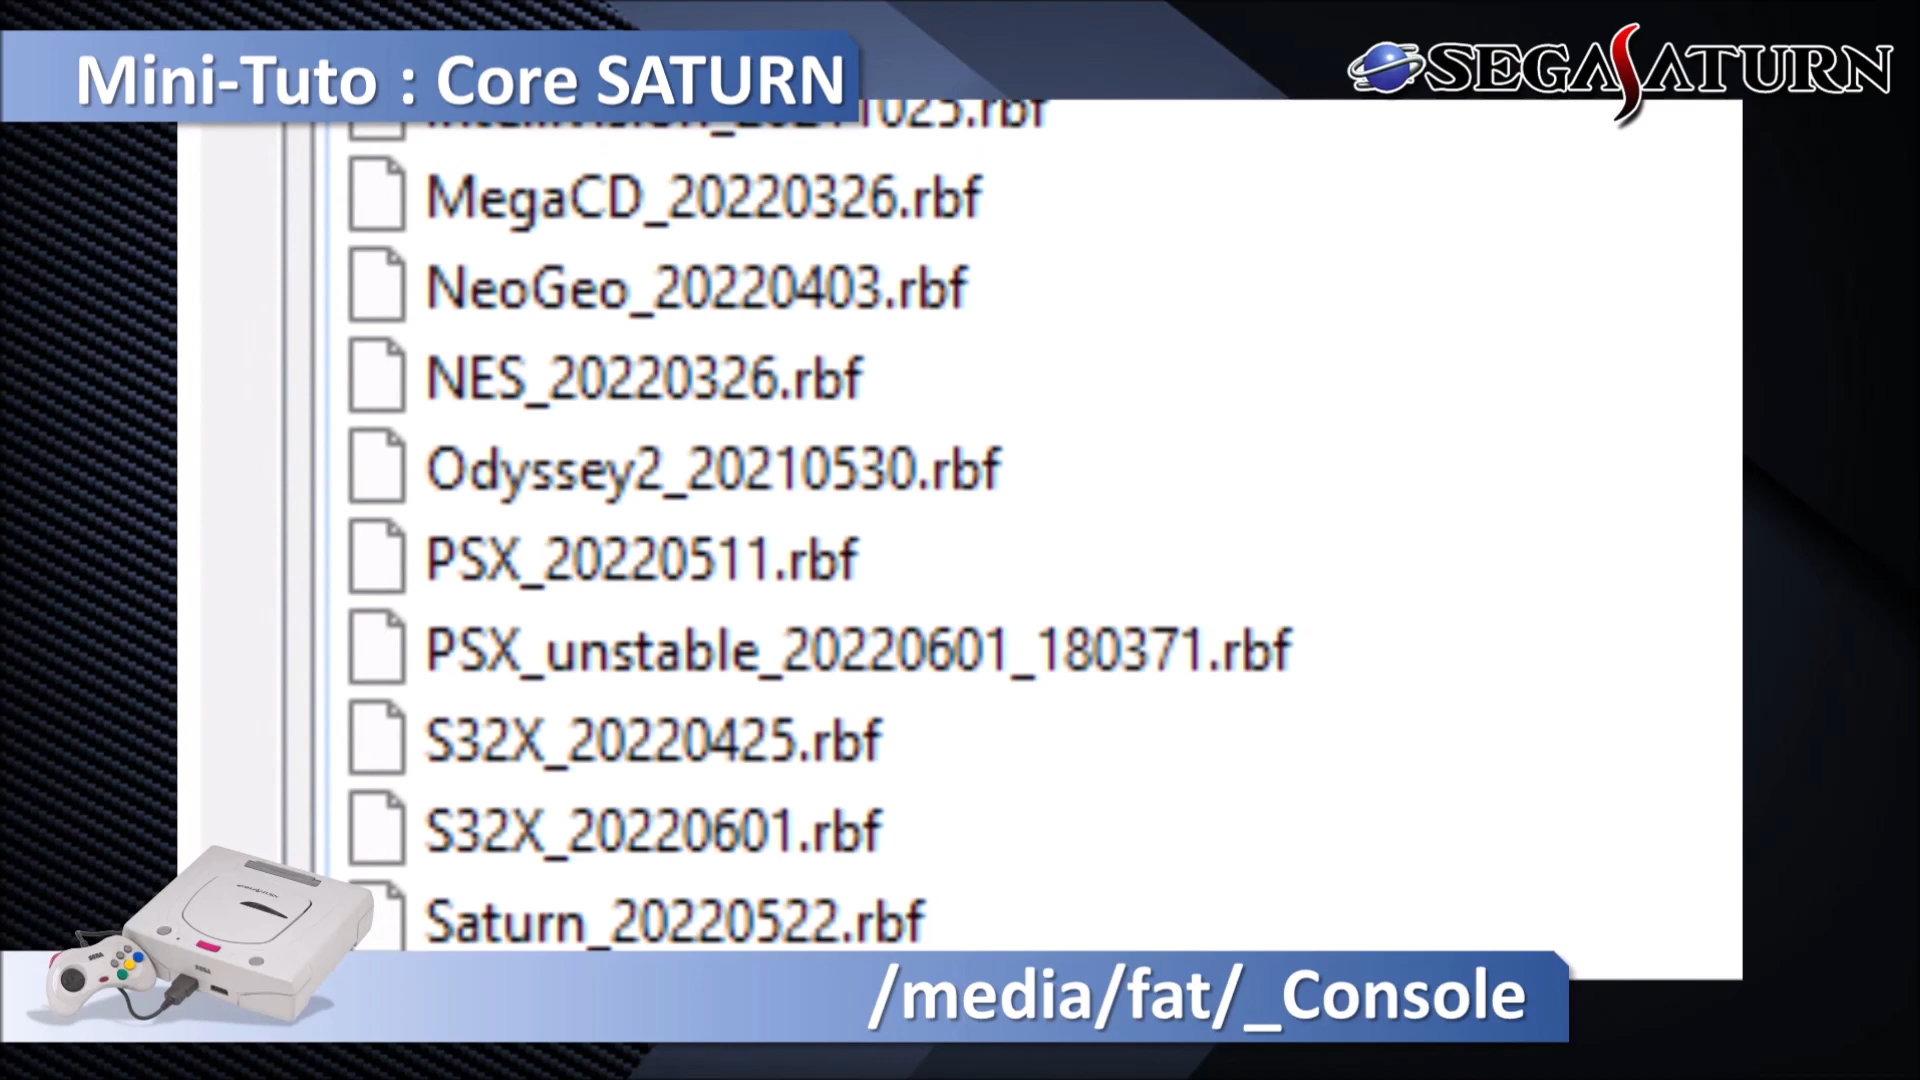 Mini-Tuto : Core SATURN
SEGA SATURN
MegaCD_20220326.rbf
NeoGeo_20220403.rbf
NES_20220326.rbf
Odyssey2_20210530.rbf
PSX_20220511.rbf
PSX_unstable_20220601_180371.rbf
S32X_20220425.rbf
S32X_20220601.rbf
Saturn_20220522.rbf
/media/fat/_Console